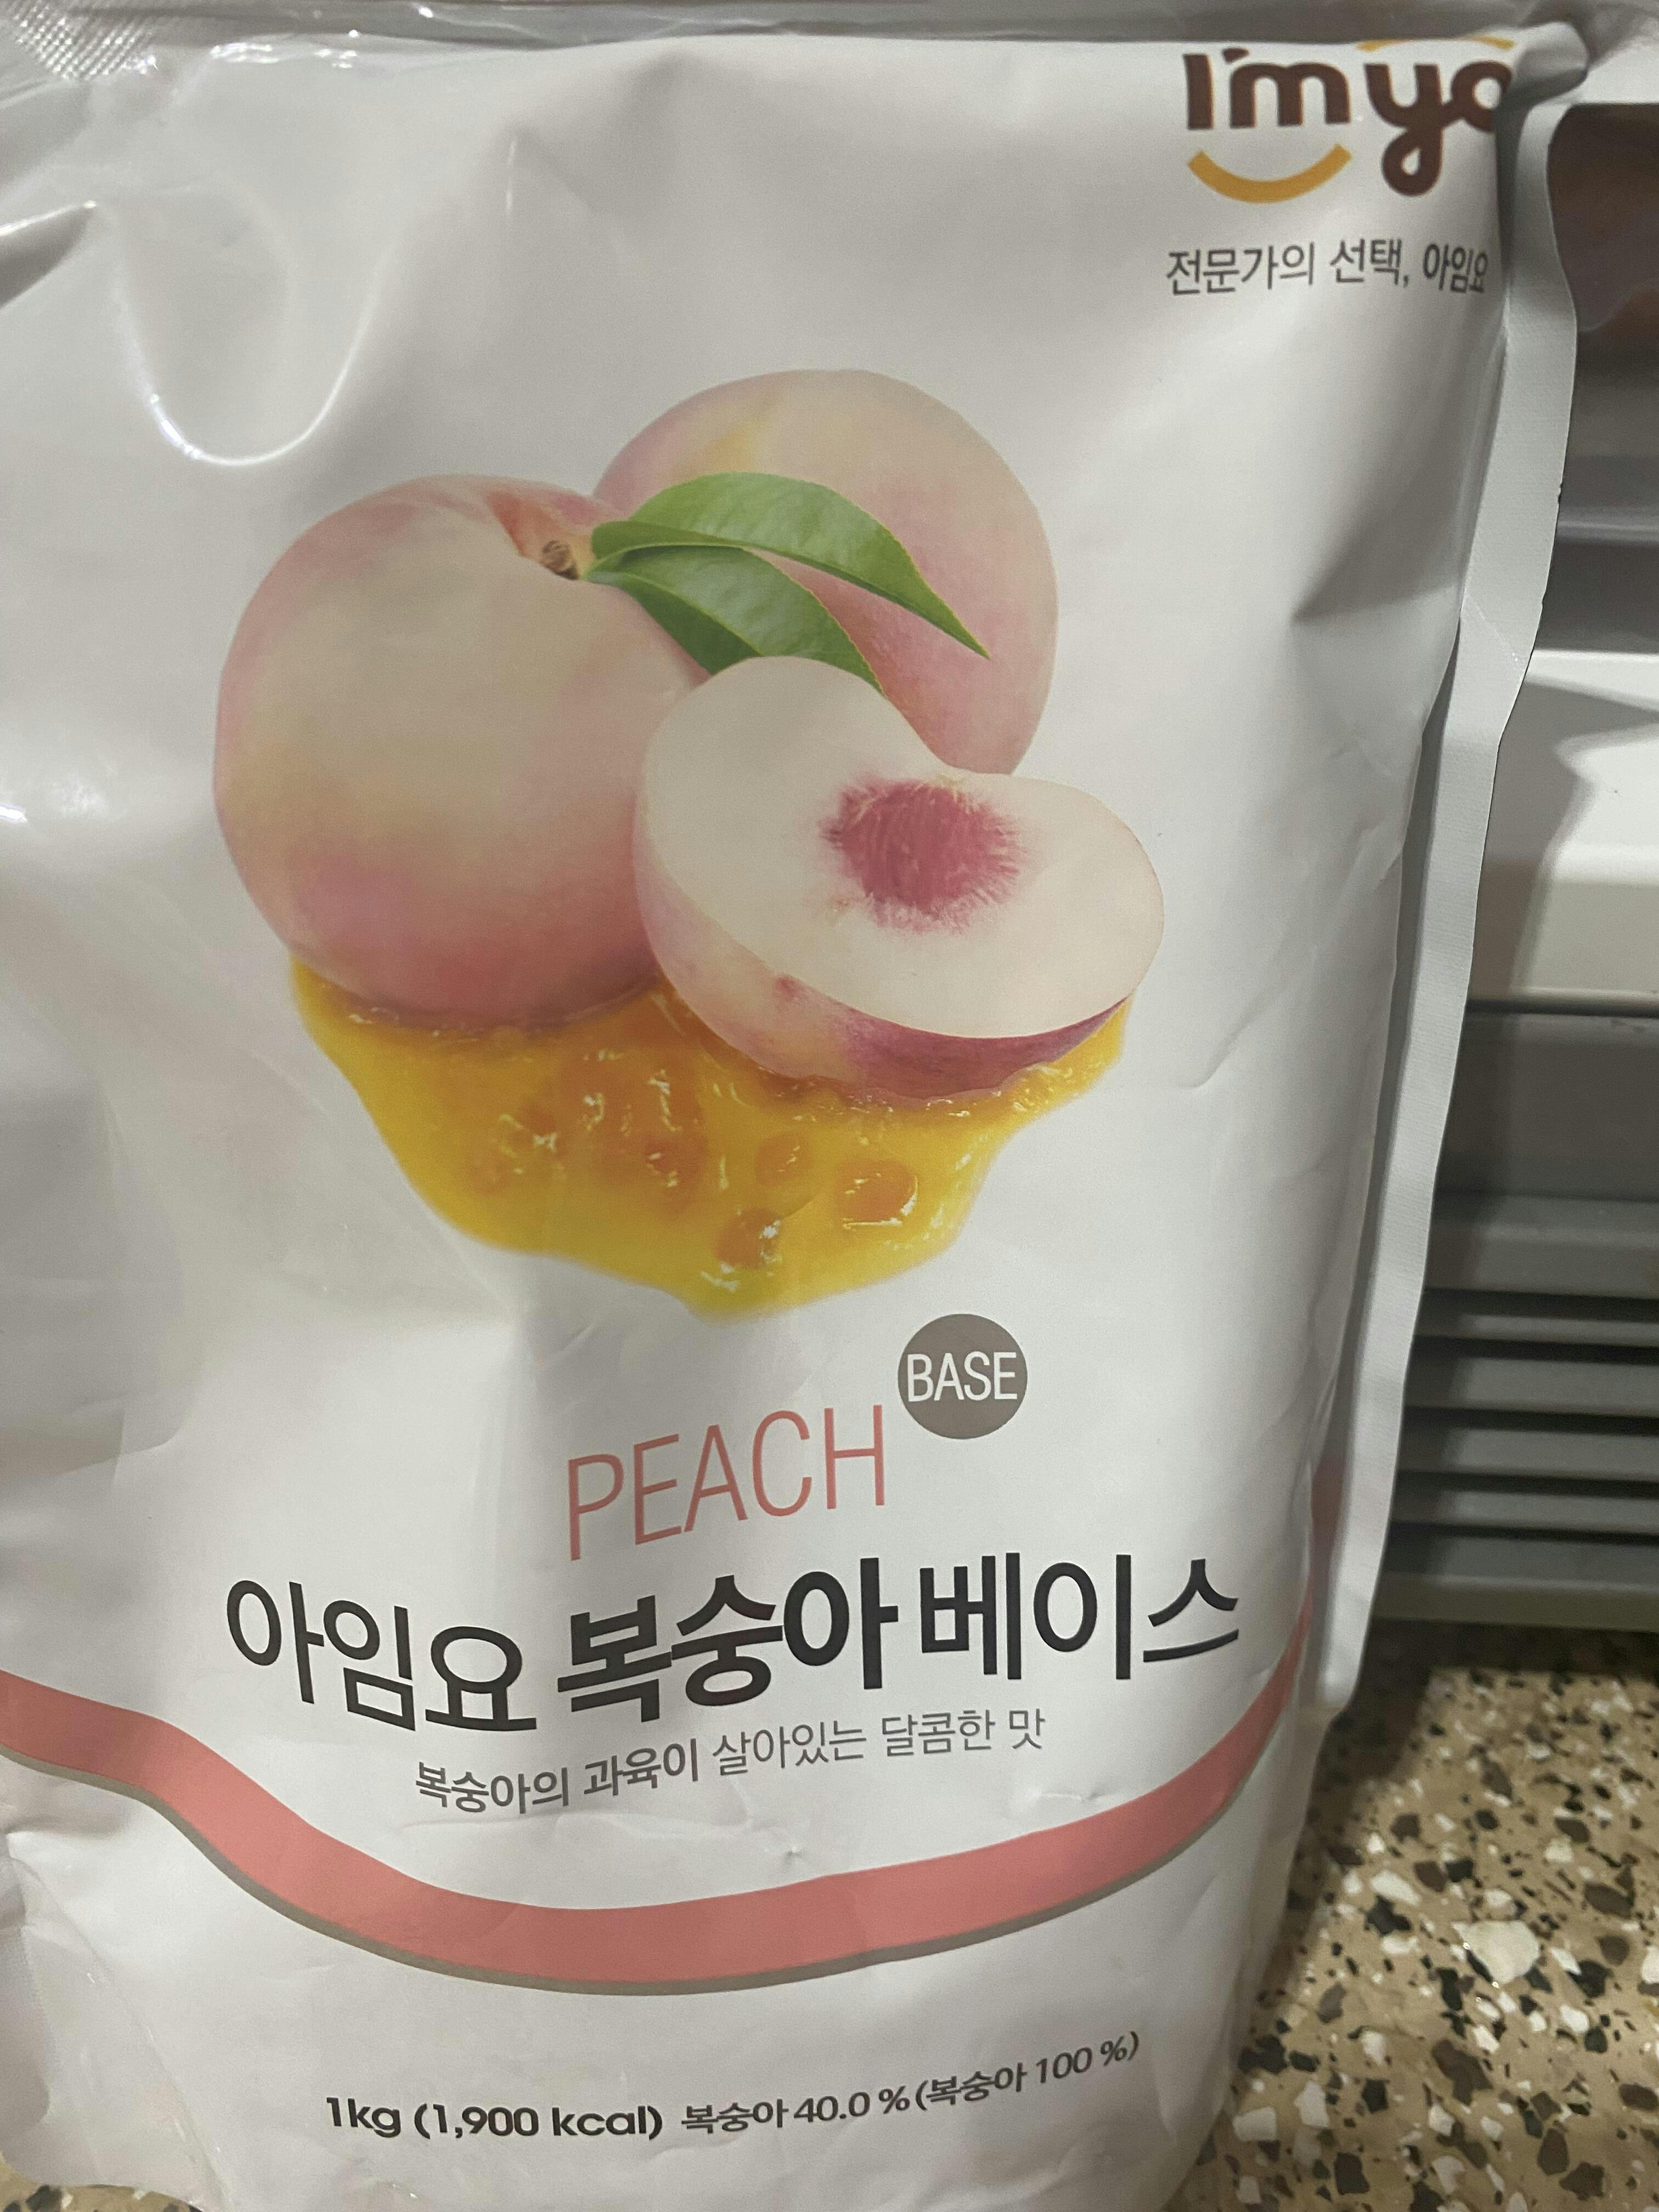 I'm yo
전문가의 선택, 아임요
BASE
PEACH
아임요 복숭아 베이스
복숭아의 과육이 살아있는 달콤한 맛
1kg (1,900 kcal) 복숭아 40.0 % (복숭아 100 %)